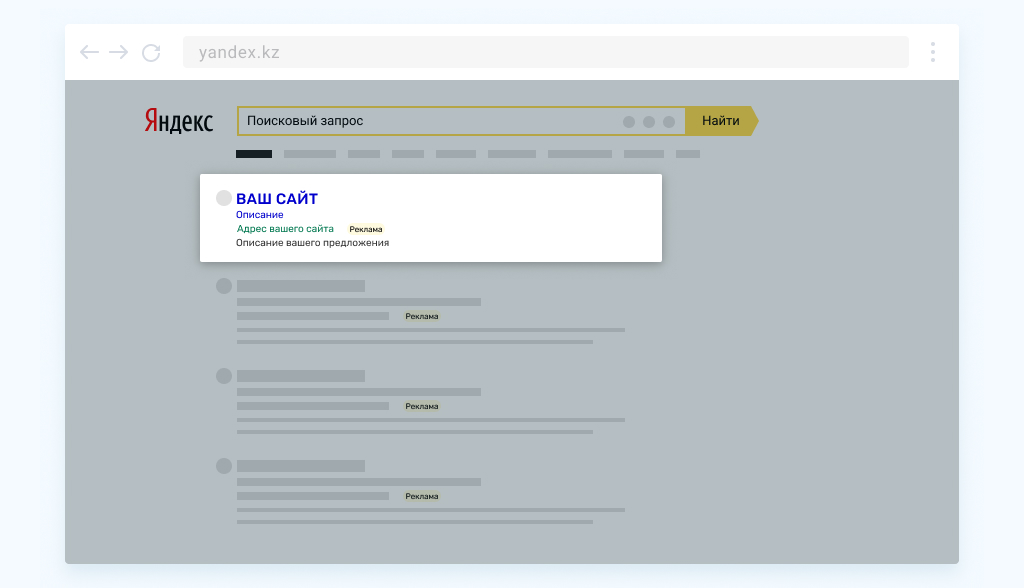 yandex.kz
Яндекс
Поисковый запрос
Найти
ВАШ САЙТ
Описание
Адрес вашего сайта Реклама
Описание вашего предложения
Реклама
Реклама
Реклама